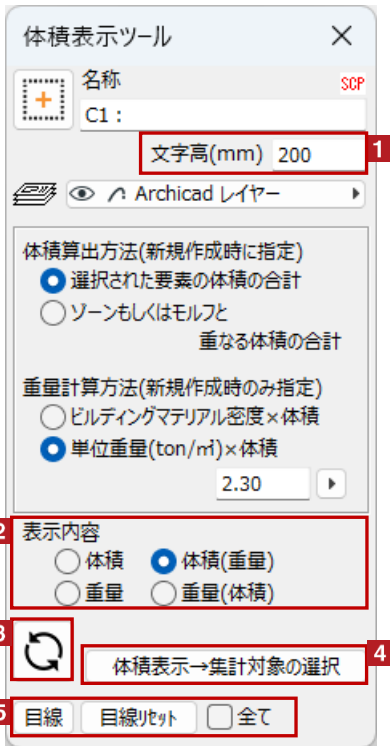 体積表示ツール
名称
SCP
C1：
文字高(mm) 200
1
Archicad レイヤー
体積算出方法(新規作成時に指定)
選択された要素の体積の合計
ゾーンもしくはモルフと
重なる体積の合計
重量計算方法(新規作成時のみ指定)
ビルディングマテリアル密度×体積
単位重量(ton/㎥)×体積
2.30
2
表示内容
体積 体積(重量)
重量 重量(体積)
3
体積表示→集計対象の選択
4
5
目線 目線リセット 全て